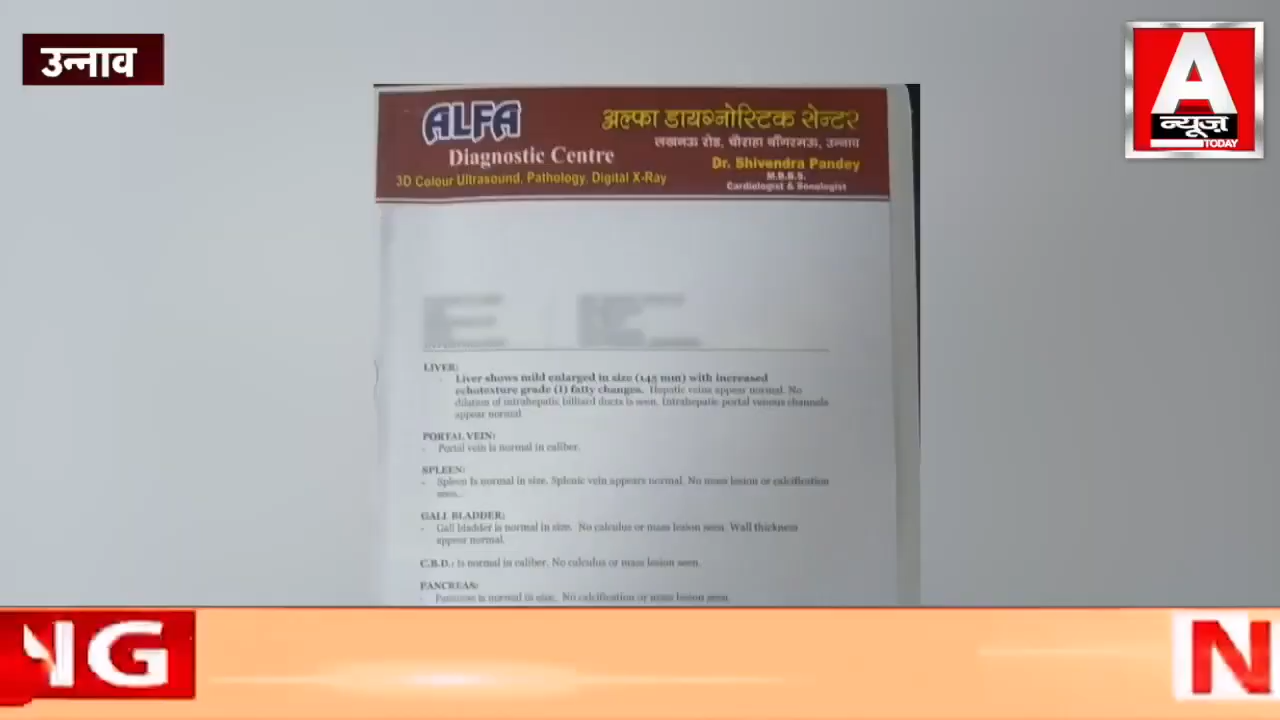 उन्नाव
A
न्यूज़
TODAY
ALFA
Diagnostic Centre
3D Colour Ultrasound, Pathology, Digital X-Ray
अल्फा डायग्नोस्टिक सेन्टर
लखनऊ रोड, चौराहा बाँगरमऊ, उन्नाव
Dr. Shivendra Pandey
M.B.B.S.
Cardiologist & Sonologist
LIVER:
- Liver shows mild enlarged in size (145 mm) with increased
echotexture grade (I) fatty changes. Hepatic veins appear normal. No
dilation of intrahepatic billiard ducts is seen. Intrahepatic portal venous channels
appear normal
PORTAL VEIN:
- Portal vein is normal in caliber.
SPLEEN:
- Spleen is normal in size. Splenic vein appears normal. No mass lesion or calcification
seen.
GALL BLADDER:
- Gall bladder is normal in size. No calculus or mass lesion seen. Wall thickness
appear normal.
C.B.D.: is normal in caliber. No calculus or mass lesion seen.
PANCREAS:
- Pancreas is normal in size. No calcification or mass lesion seen.
NG
N